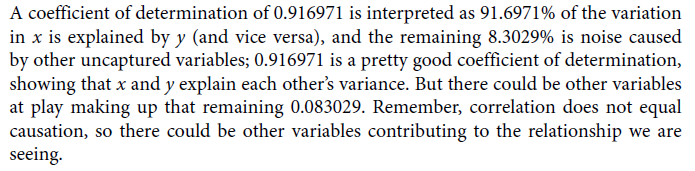 A coefficient of determination of 0.916971 is interpreted as 91.6971% of the variation
in x is explained by y (and vice versa), and the remaining 8.3029% is noise caused
by other uncaptured variables; 0.916971 is a pretty good coefficient of determination,
showing that x and y explain each other’s variance. But there could be other variables
at play making up that remaining 0.083029. Remember, correlation does not equal
causation, so there could be other variables contributing to the relationship we are
seeing.